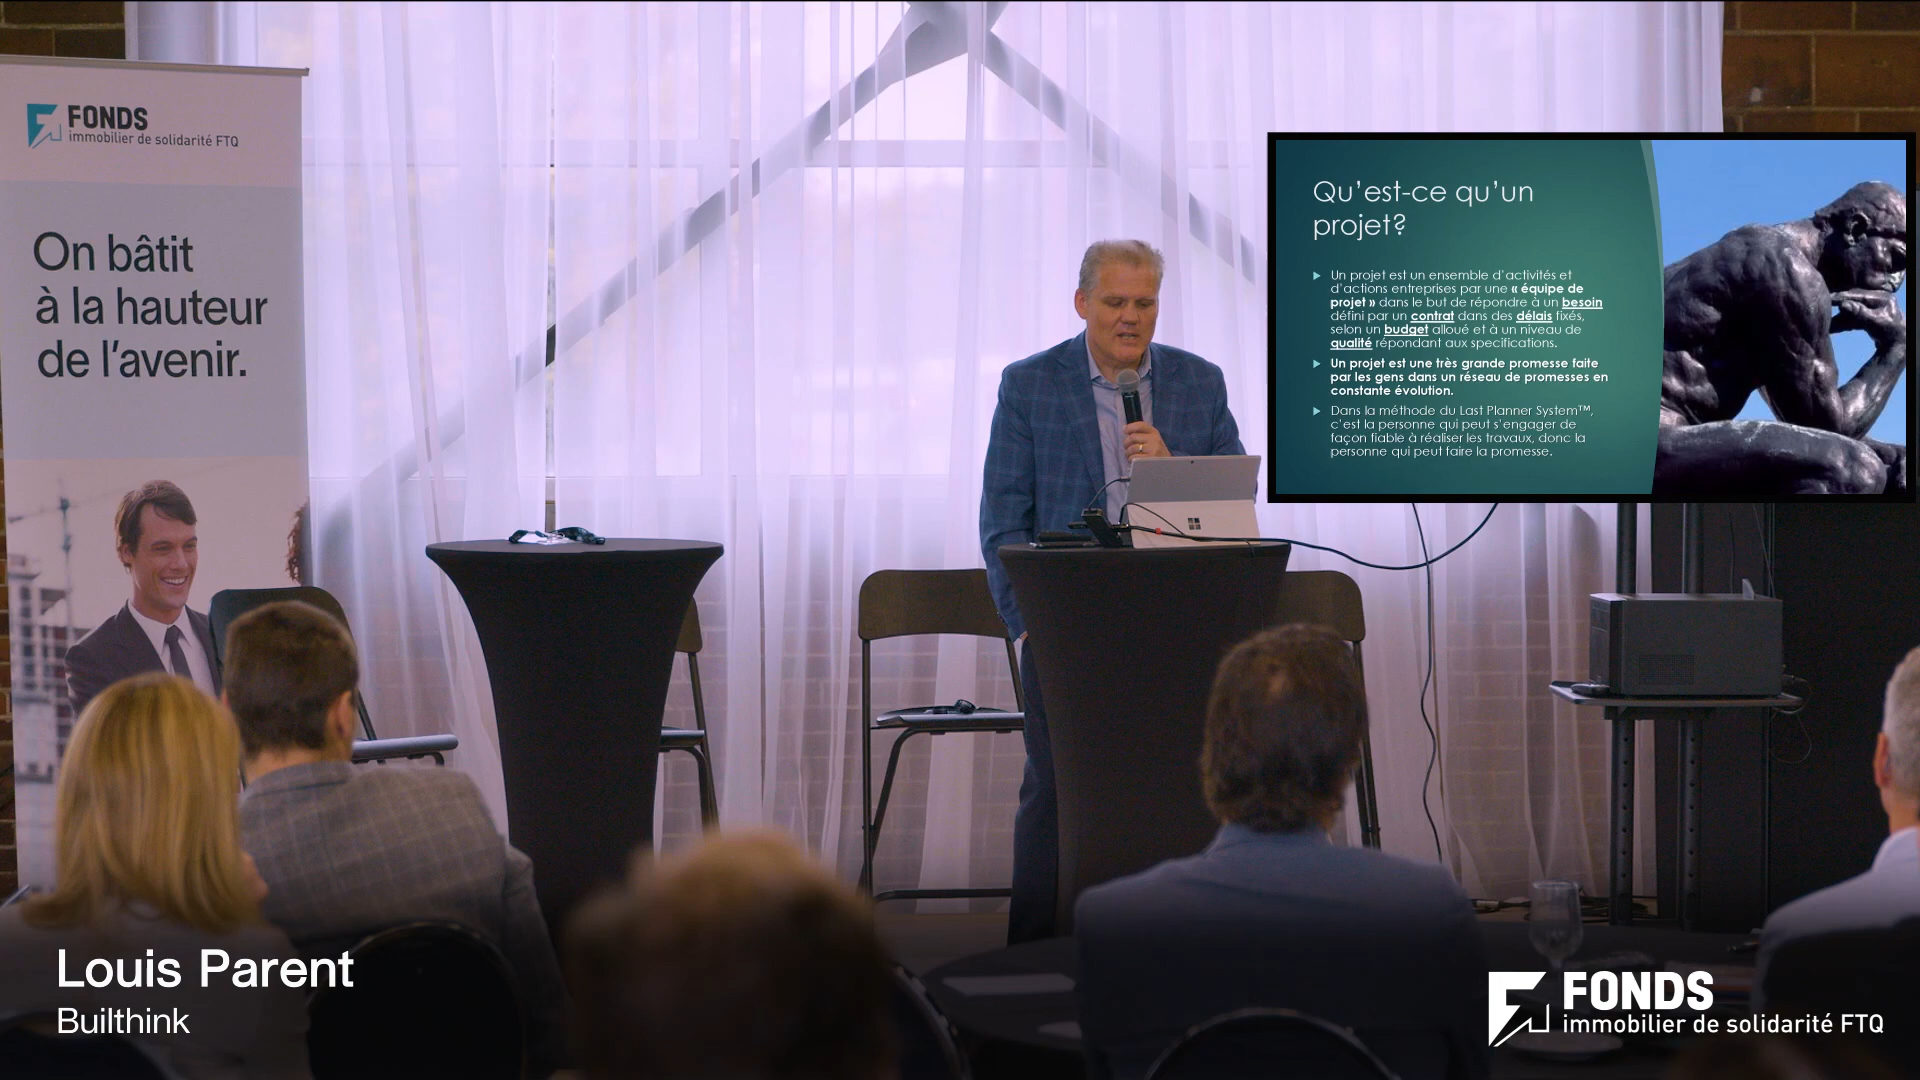 FONDS
immobilier de solidarité FTQ
On bâtit
à la hauteur
de l'avenir.
Qu'est-ce qu'un
projet?
Un projet est un ensemble d'activités et
d'actions entreprises par une « équipe de
projet » dans le but de répondre à un besoin
défini par un contrat dans des délais fixés,
selon un budget alloué et à un niveau de
qualité répondant aux specifications.
Un projet est une très grande promesse faite
par les gens dans un réseau de promesses en
constante évolution.
Dans la méthode du Last Planner System™,
c'est la personne qui peut s'engager de
façon fiable à réaliser les travaux, donc la
personne qui peut faire la promesse.
Louis Parent
Builthink
FONDS
immobilier de solidarité FTQ